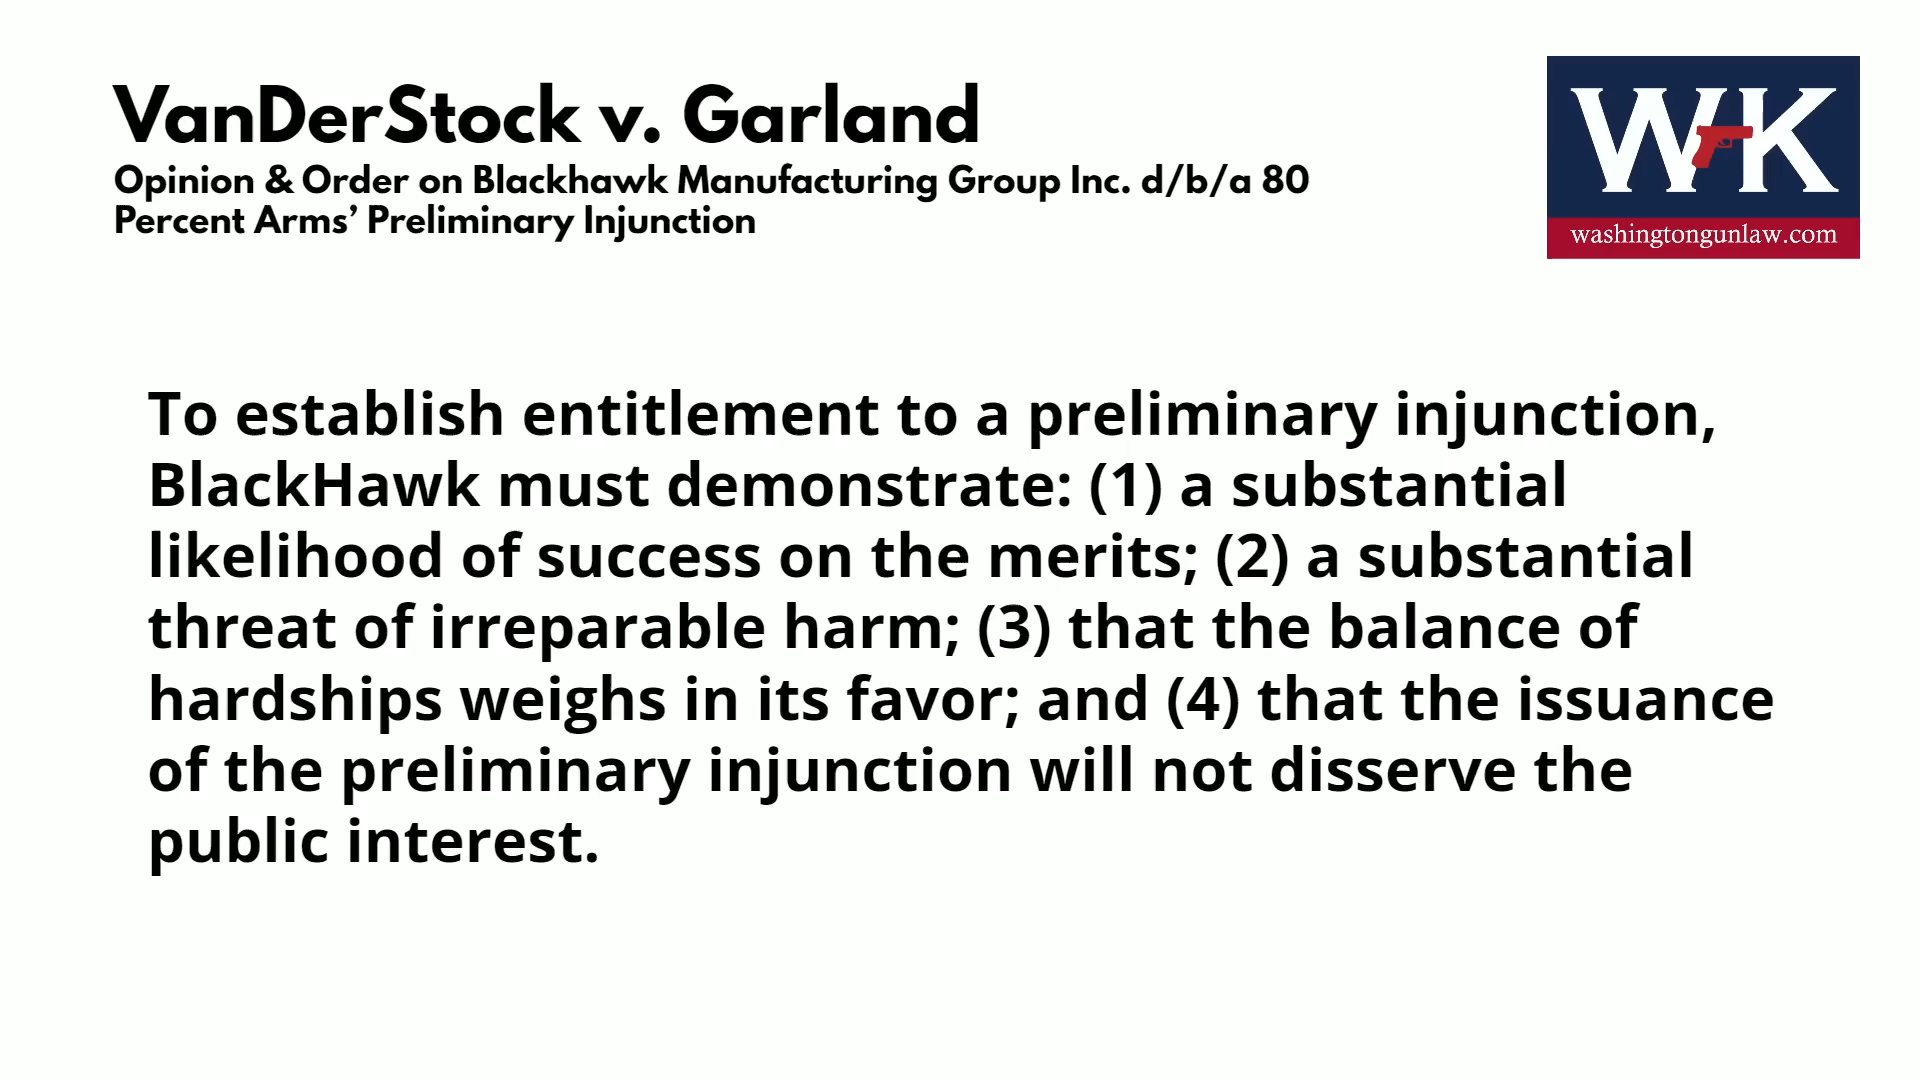 VanDerStock v. Garland
Opinion & Order on Blackhawk Manufacturing Group Inc. d/b/a 80
Percent Arms’ Preliminary Injunction
WK
washingtongunlaw.com
To establish entitlement to a preliminary injunction,
BlackHawk must demonstrate: (1) a substantial
likelihood of success on the merits; (2) a substantial
threat of irreparable harm; (3) that the balance of
hardships weighs in its favor; and (4) that the issuance
of the preliminary injunction will not disserve the
public interest.